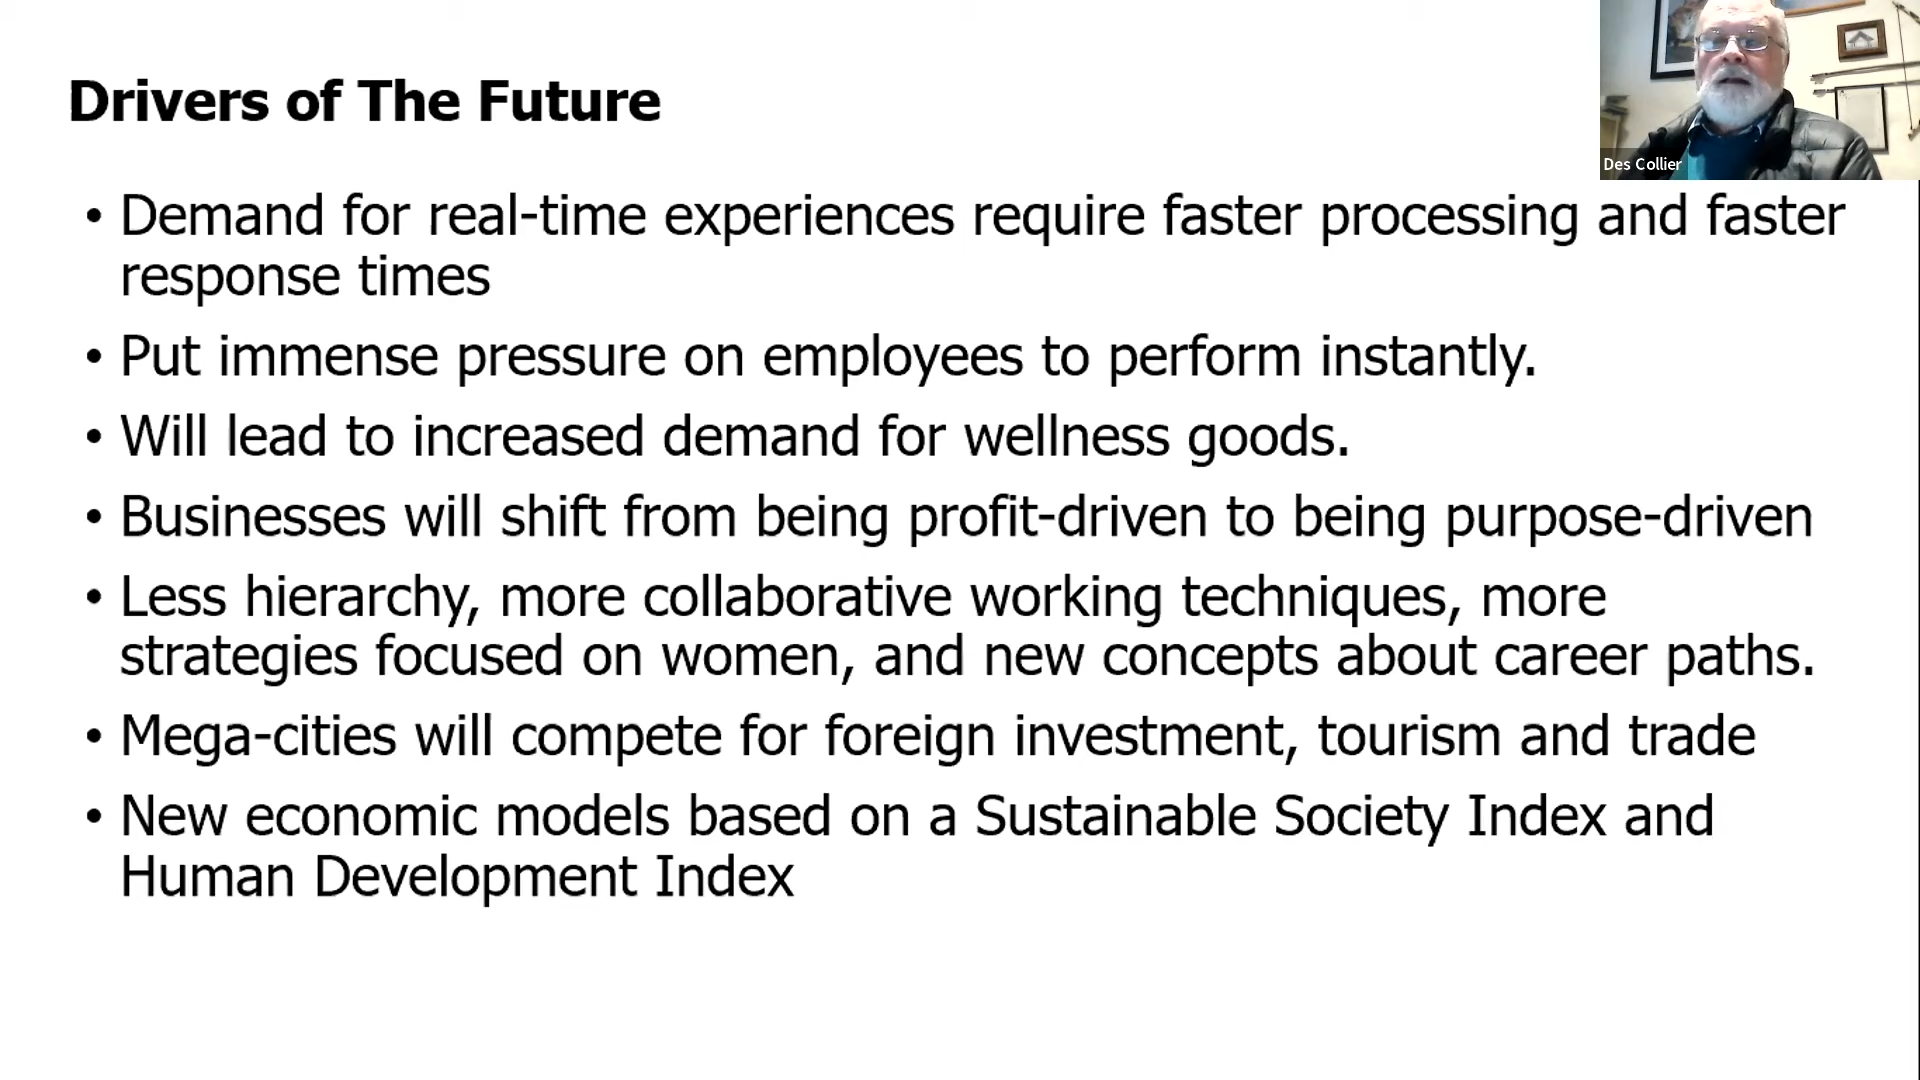 Drivers of The Future
Des Collier
• Demand for real-time experiences require faster processing and faster
response times
• Put immense pressure on employees to perform instantly.
• Will lead to increased demand for wellness goods.
• Businesses will shift from being profit-driven to being purpose-driven
• Less hierarchy, more collaborative working techniques, more
strategies focused on women, and new concepts about career paths.
• Mega-cities will compete for foreign investment, tourism and trade
• New economic models based on a Sustainable Society Index and
Human Development Index